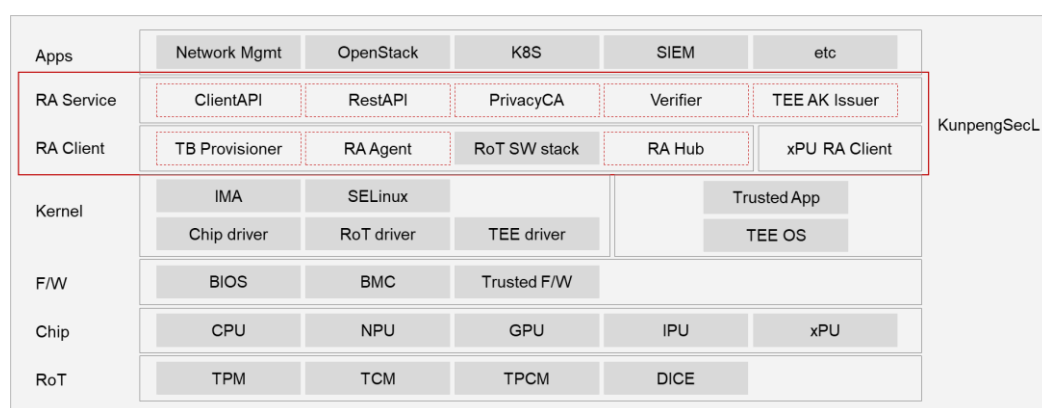 Apps Network Mgmt OpenStack K8S SIEM etc
RA Service ClientAPI RestAPI PrivacyCA Verifier TEE AK Issuer
KunpengSecL
RA Client TB Provisioner RA Agent RoT SW stack RA Hub xPU RA Client
Kernel IMA SELinux Trusted App
Chip driver RoT driver TEE driver TEE OS
F/W BIOS BMC Trusted F/W
Chip CPU NPU GPU IPU xPU
RoT TPM TCM TPCM DICE